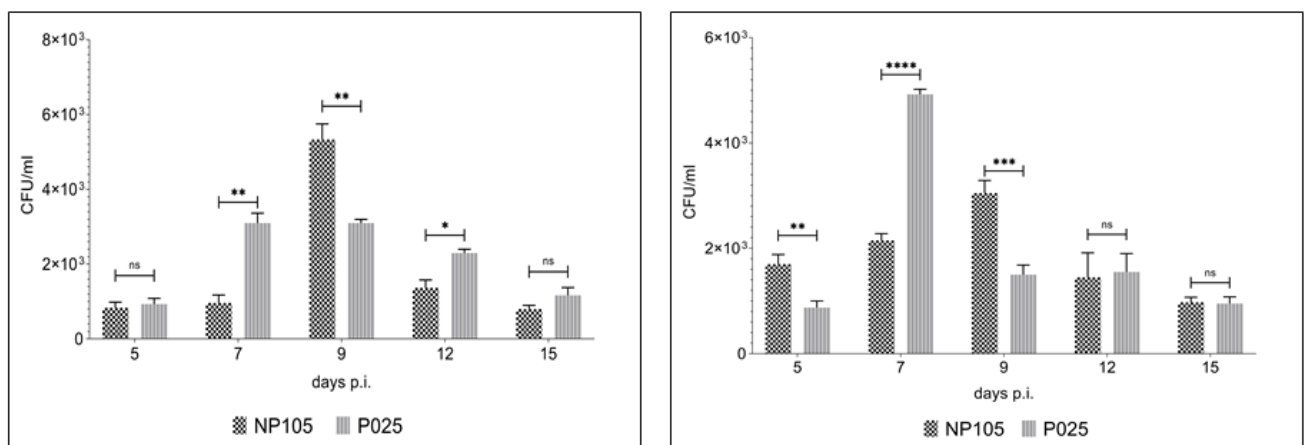 8×10³
6×10³
4×10³
2×10³
0
CFU/ml
ns
**
**
*
ns
5 7 9 12 15
days p.i.
NP105 P025
6×10³
4×10³
2×10³
0
CFU/ml
**
****
***
ns
ns
5 7 9 12 15
days p.i.
NP105 P025